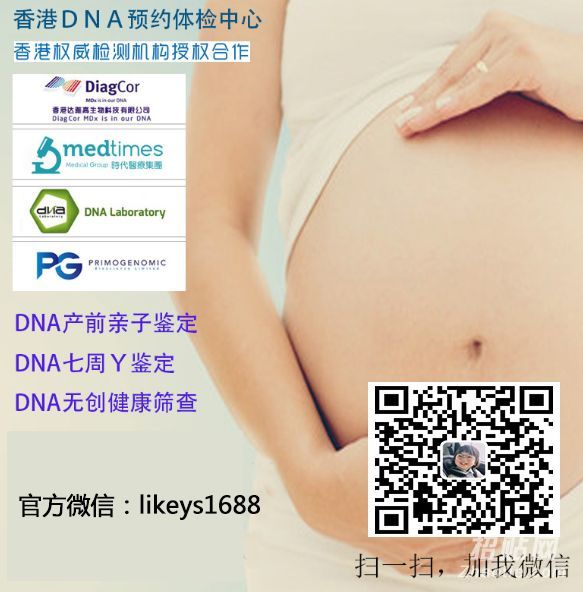 香港DNA预约体检中心
香港权威检测机构授权合作
DiagCor
MDx is in our DNA
香港达雅高生物科技有限公司
DiagCor MDx is in our DNA
medtimes
Medical Group 時代醫療集團
dna
Laboratory
DNA Laboratory
PG PRIMOGENOMIC
DNA产前亲子鉴定
DNA七周Y鉴定
DNA无创健康筛查
官方微信：likeys1688
招贴网
扫一扫，加我微信